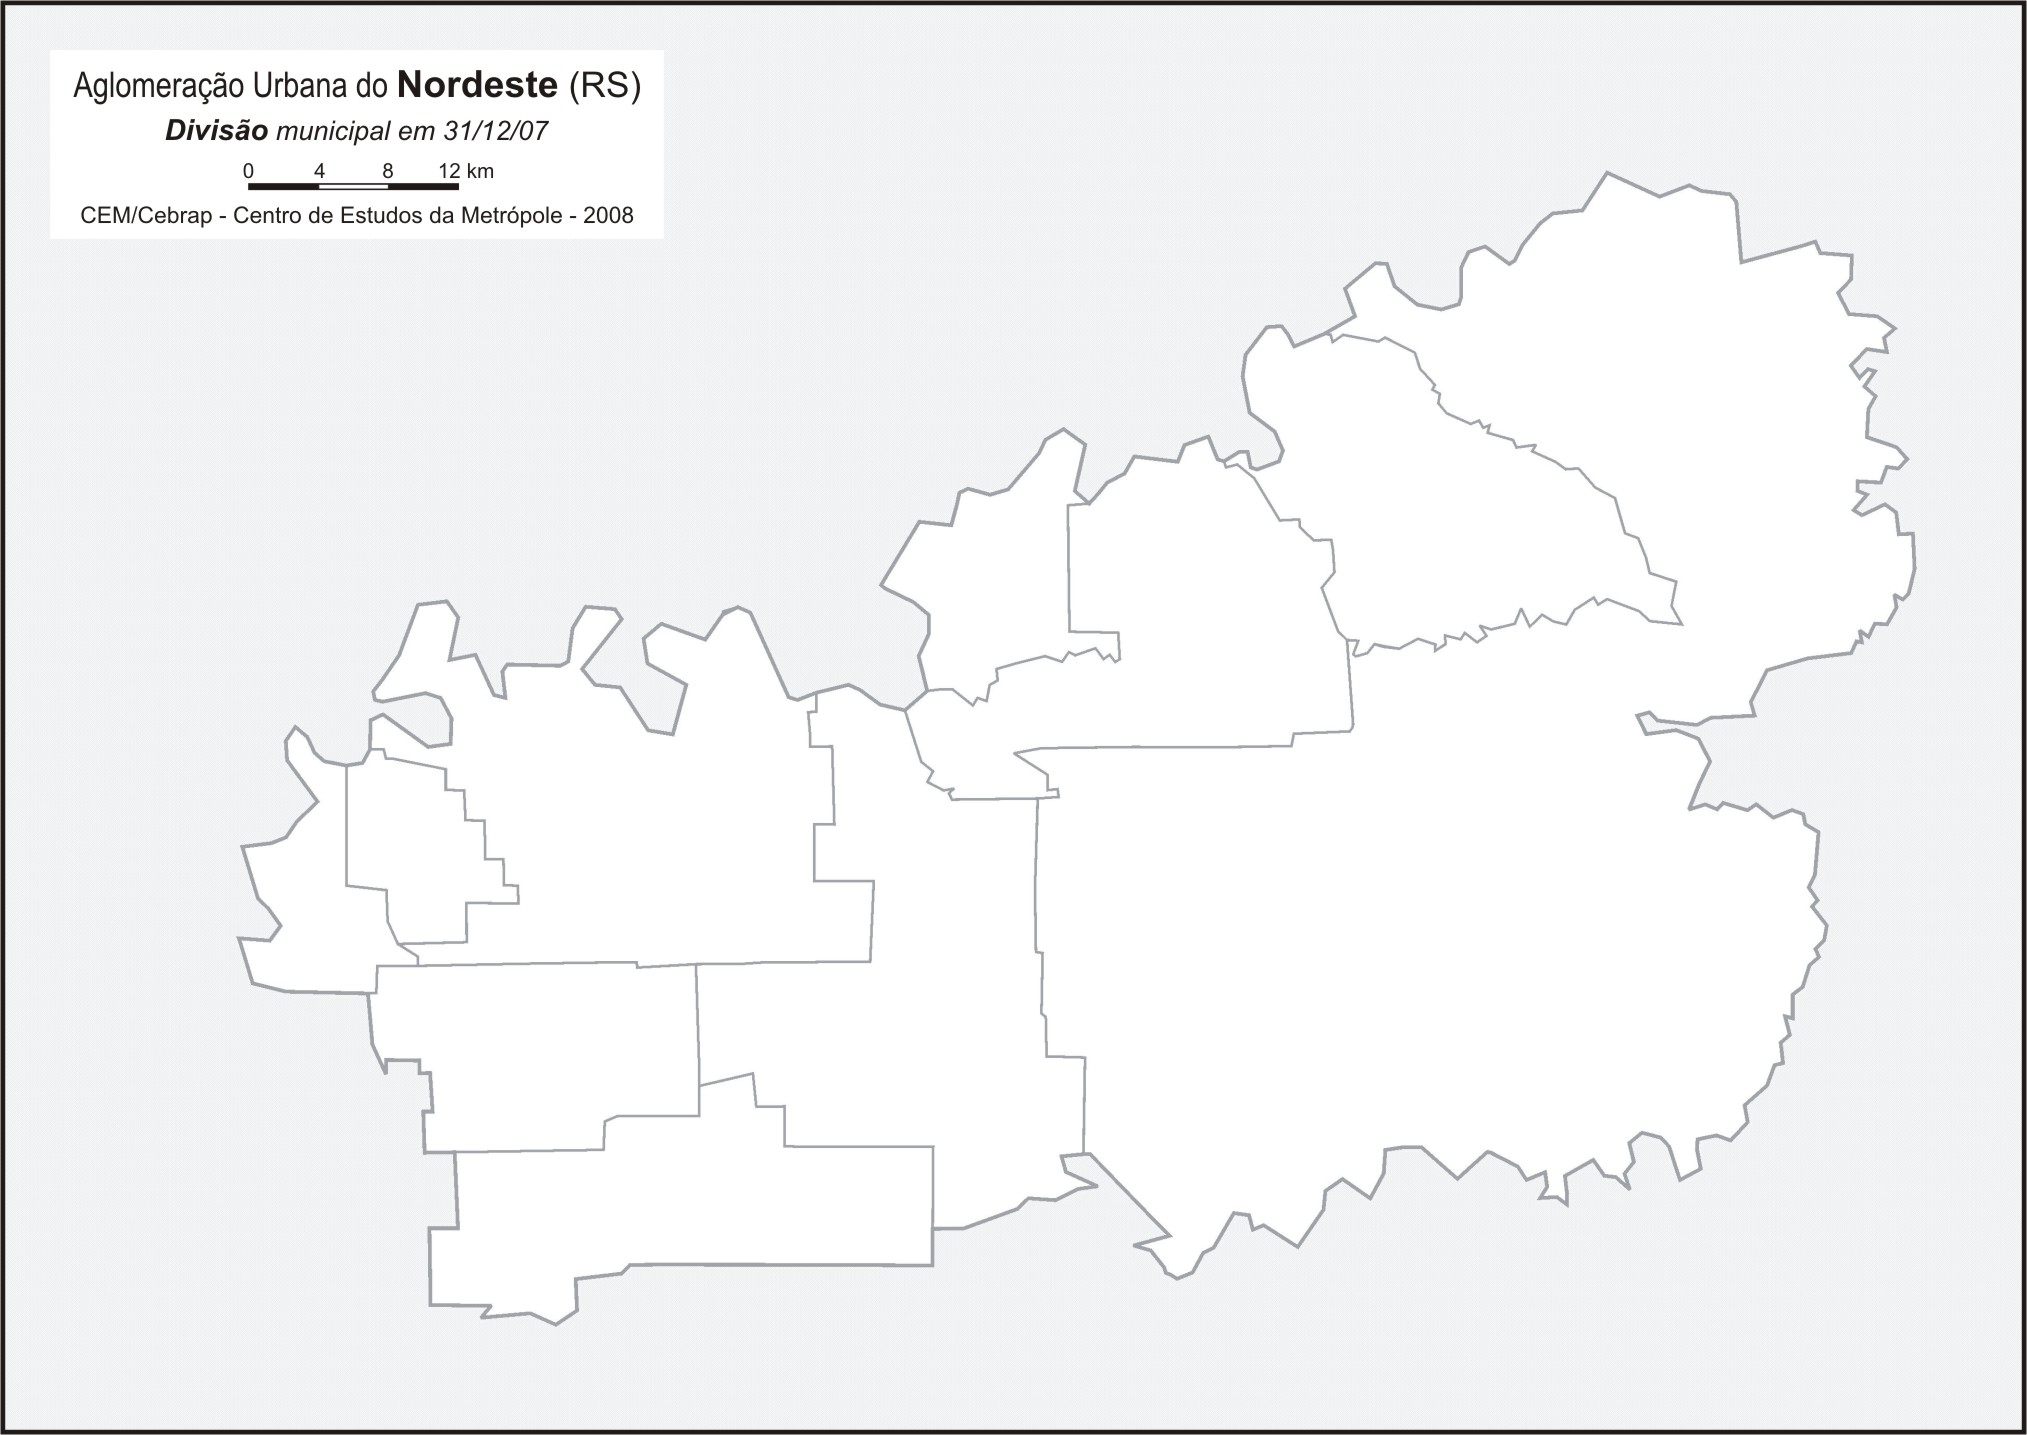 Aglomeração Urbana do Nordeste (RS)
Divisão municipal em 31/12/07
0 4 8 12 km
CEM/Cebrap - Centro de Estudos da Metrópole - 2008